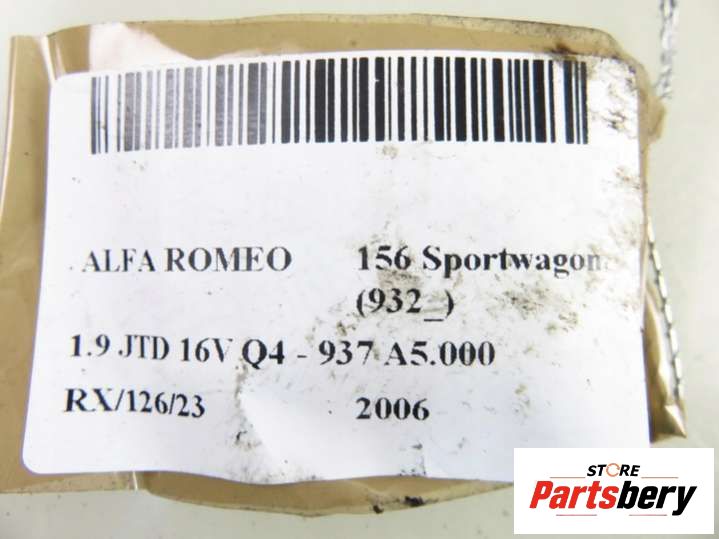 ALFA ROMEO 156 Sportwagon
(932_)
1.9 JTD 16V Q4 - 937 A5.000
RX/126/23 2006
STORE
Partsbery